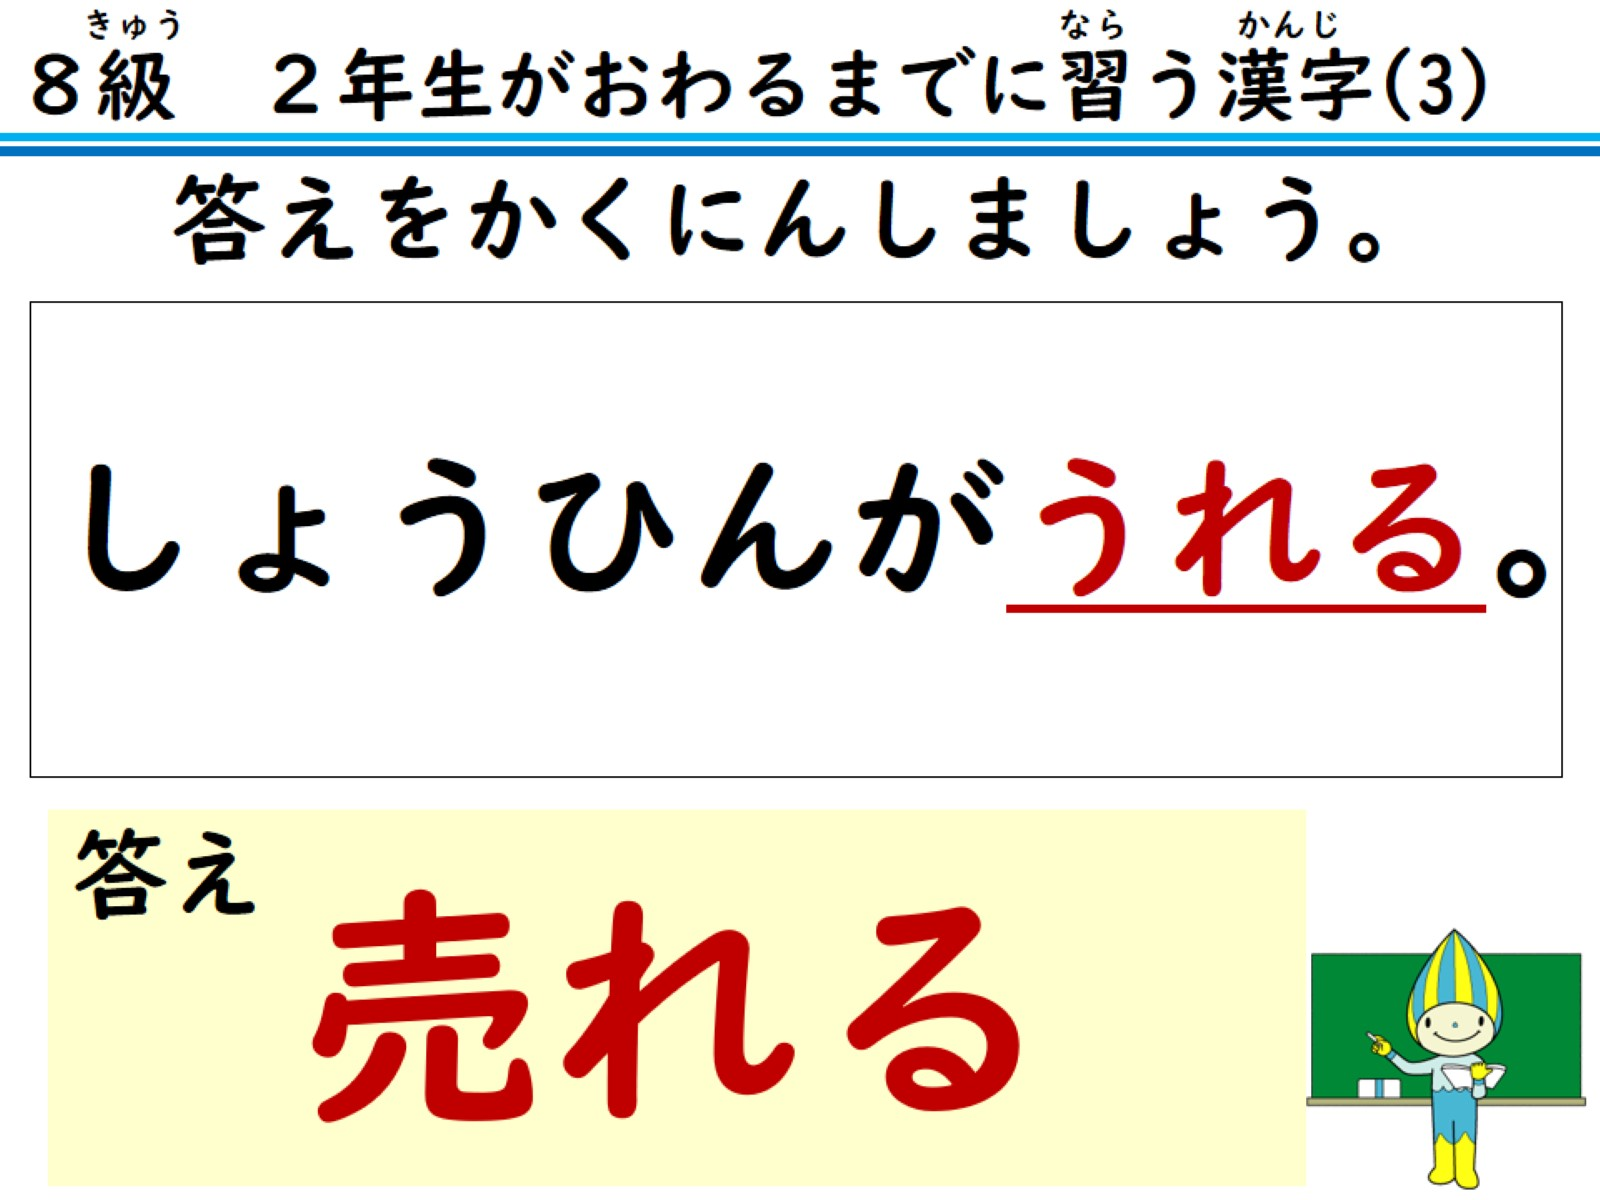 きゅう なら かんじ
８級　２年生がおわるまでに習う漢字(3)
答えをかくにんしましょう。
しょうひんがうれる。
答え
売れる